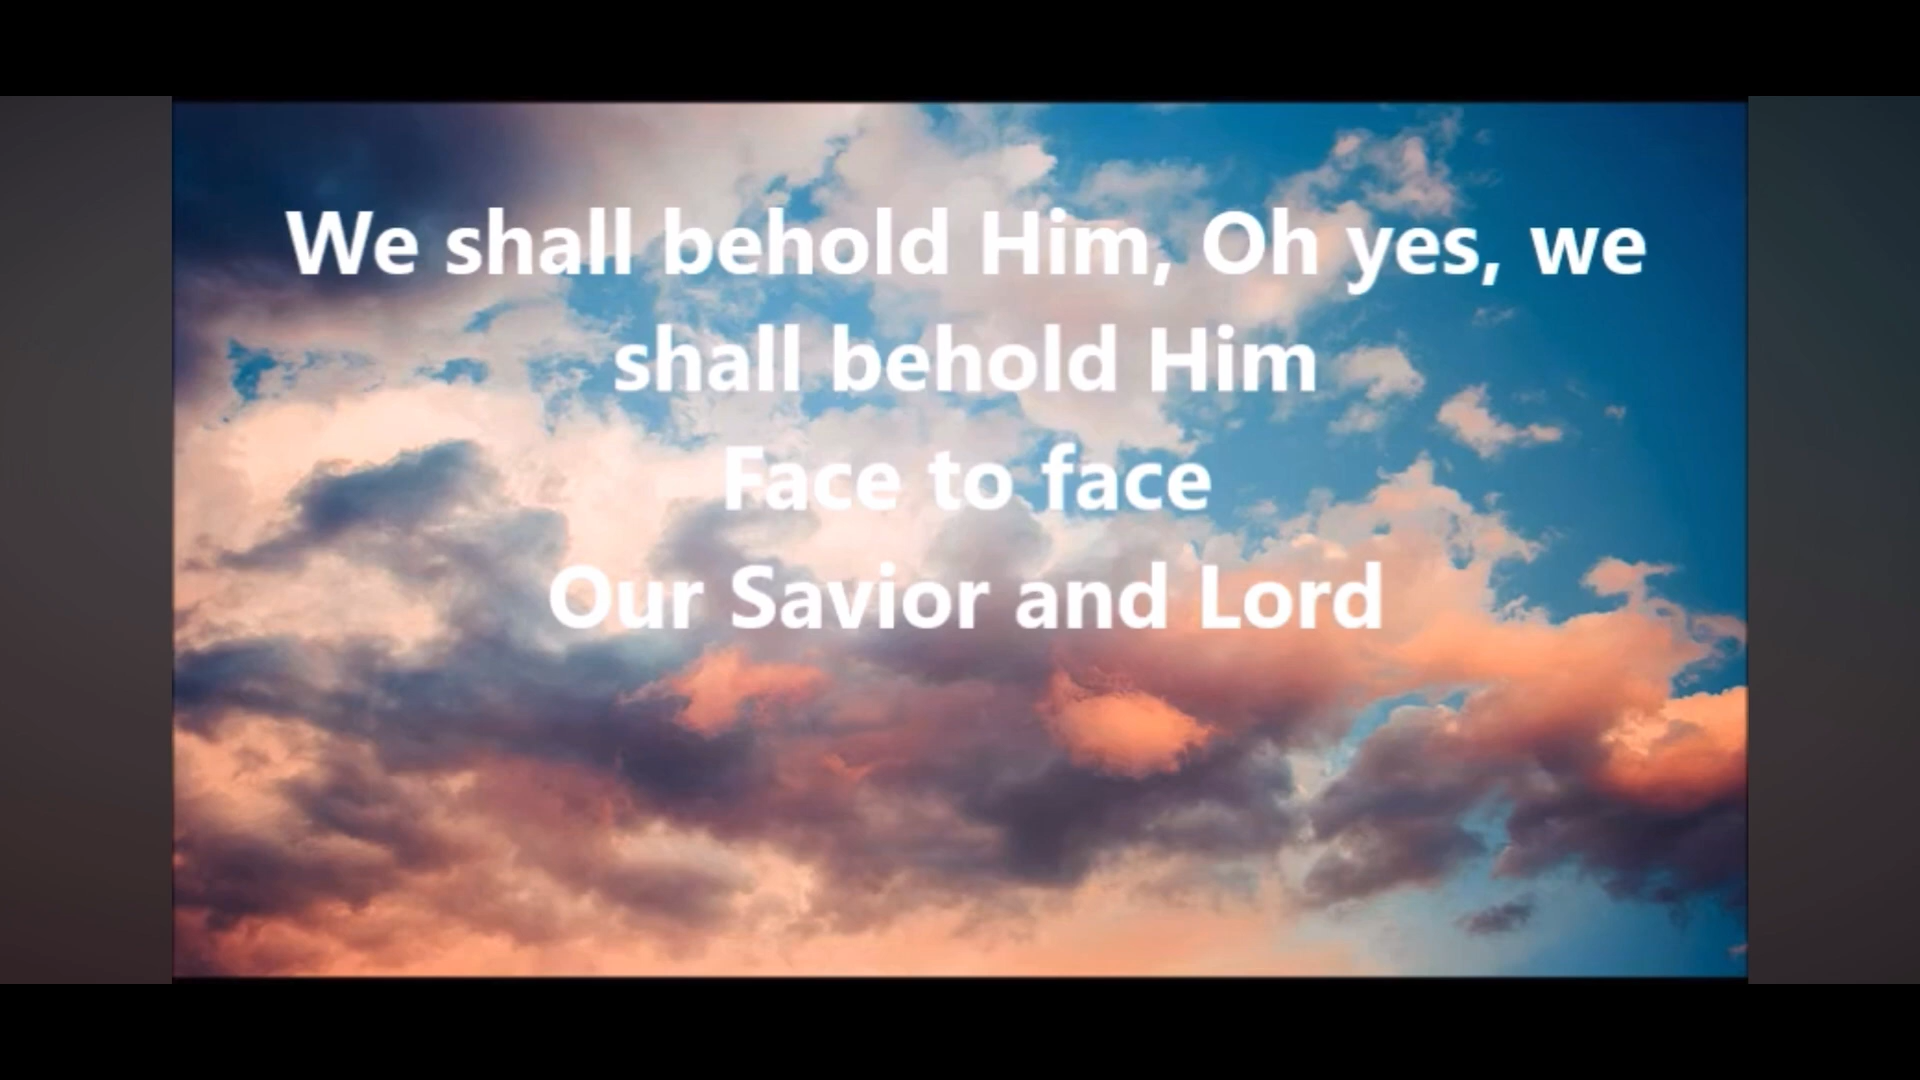 We shall behold Him, Oh yes, we
shall behold Him
Face to face
Our Savior and Lord